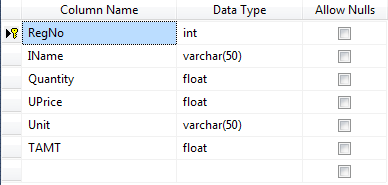 Column Name Data Type Allow Nulls
RegNo int
IName varchar(50)
Quantity float
UPrice float
Unit varchar(50)
TAMT float